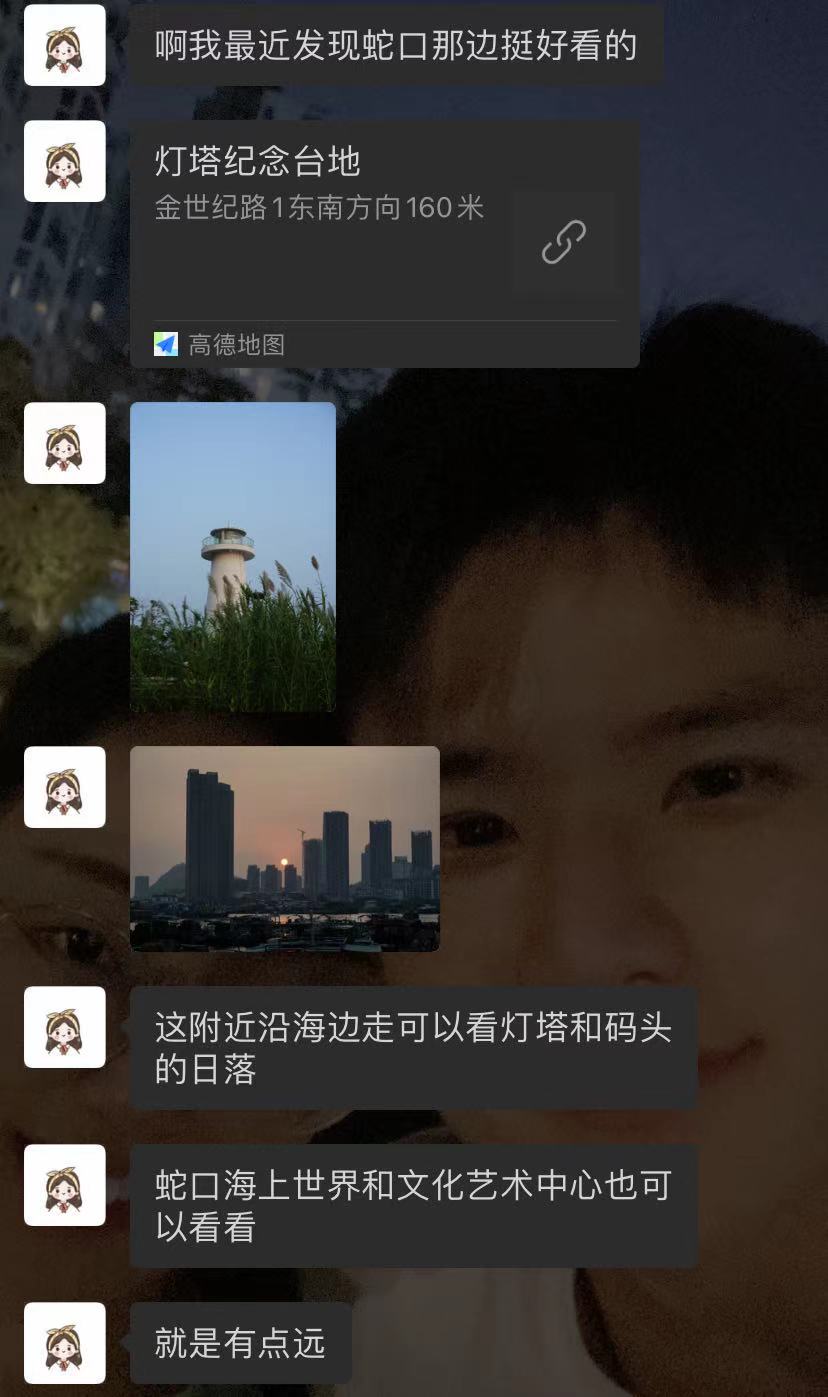 啊我最近发现蛇口那边挺好看的
灯塔纪念台地
金世纪路1东南方向160米
高德地图
这附近沿海边走可以看灯塔和码头
的日落
蛇口海上世界和文化艺术中心也可
以看看
就是有点远